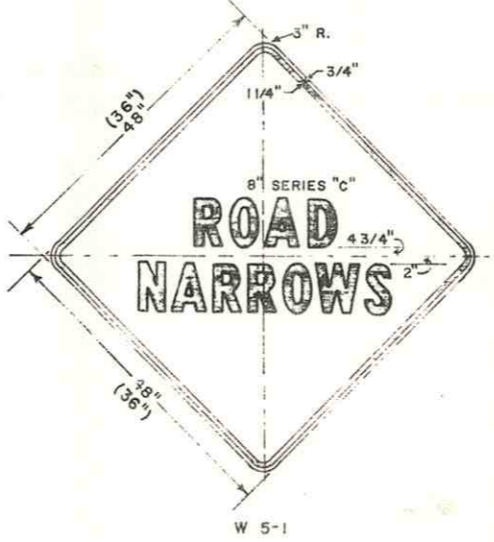 3" R.
3/4"
1 1/4"
(36")
48"
8" SERIES "C"
ROAD
4 3/4"
2"
NARROWS
48"
(36")
W 5-1